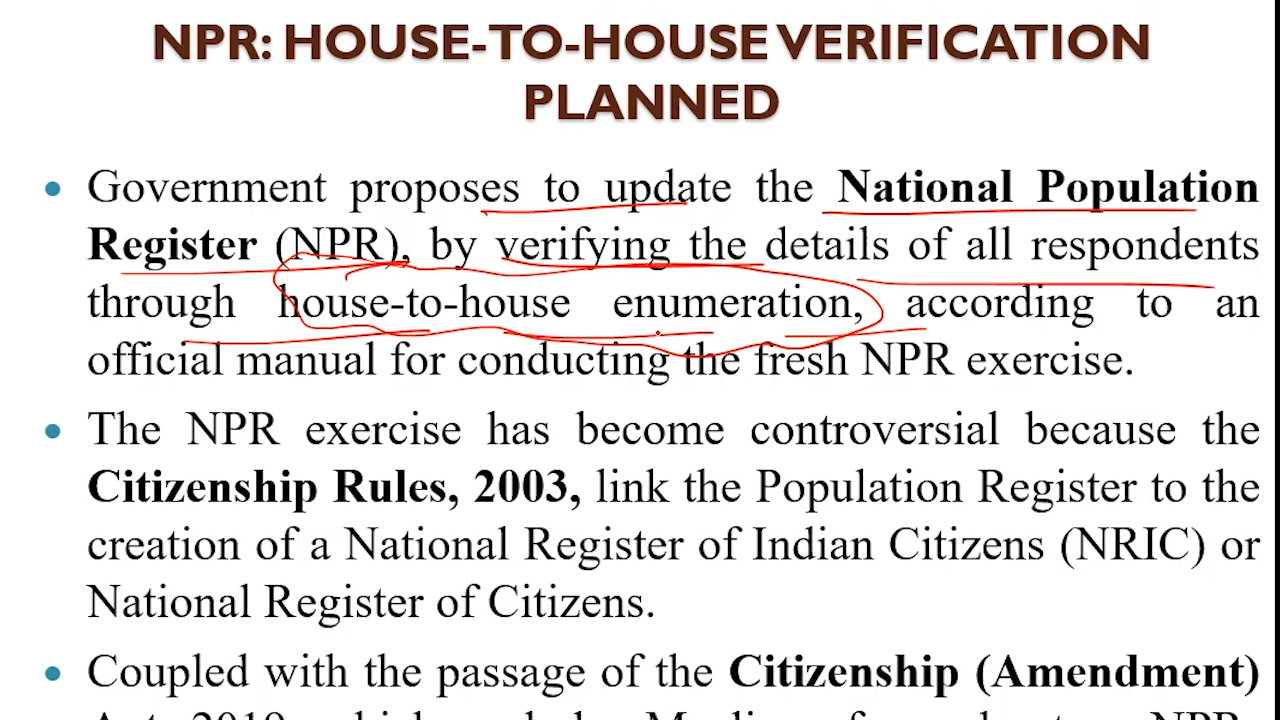 NPR: HOUSE-TO-HOUSE VERIFICATION
PLANNED
• Government proposes to update the National Population
Register (NPR), by verifying the details of all respondents
through house-to-house enumeration, according to an
official manual for conducting the fresh NPR exercise.
• The NPR exercise has become controversial because the
Citizenship Rules, 2003, link the Population Register to the
creation of a National Register of Indian Citizens (NRIC) or
National Register of Citizens.
• Coupled with the passage of the Citizenship (Amendment)